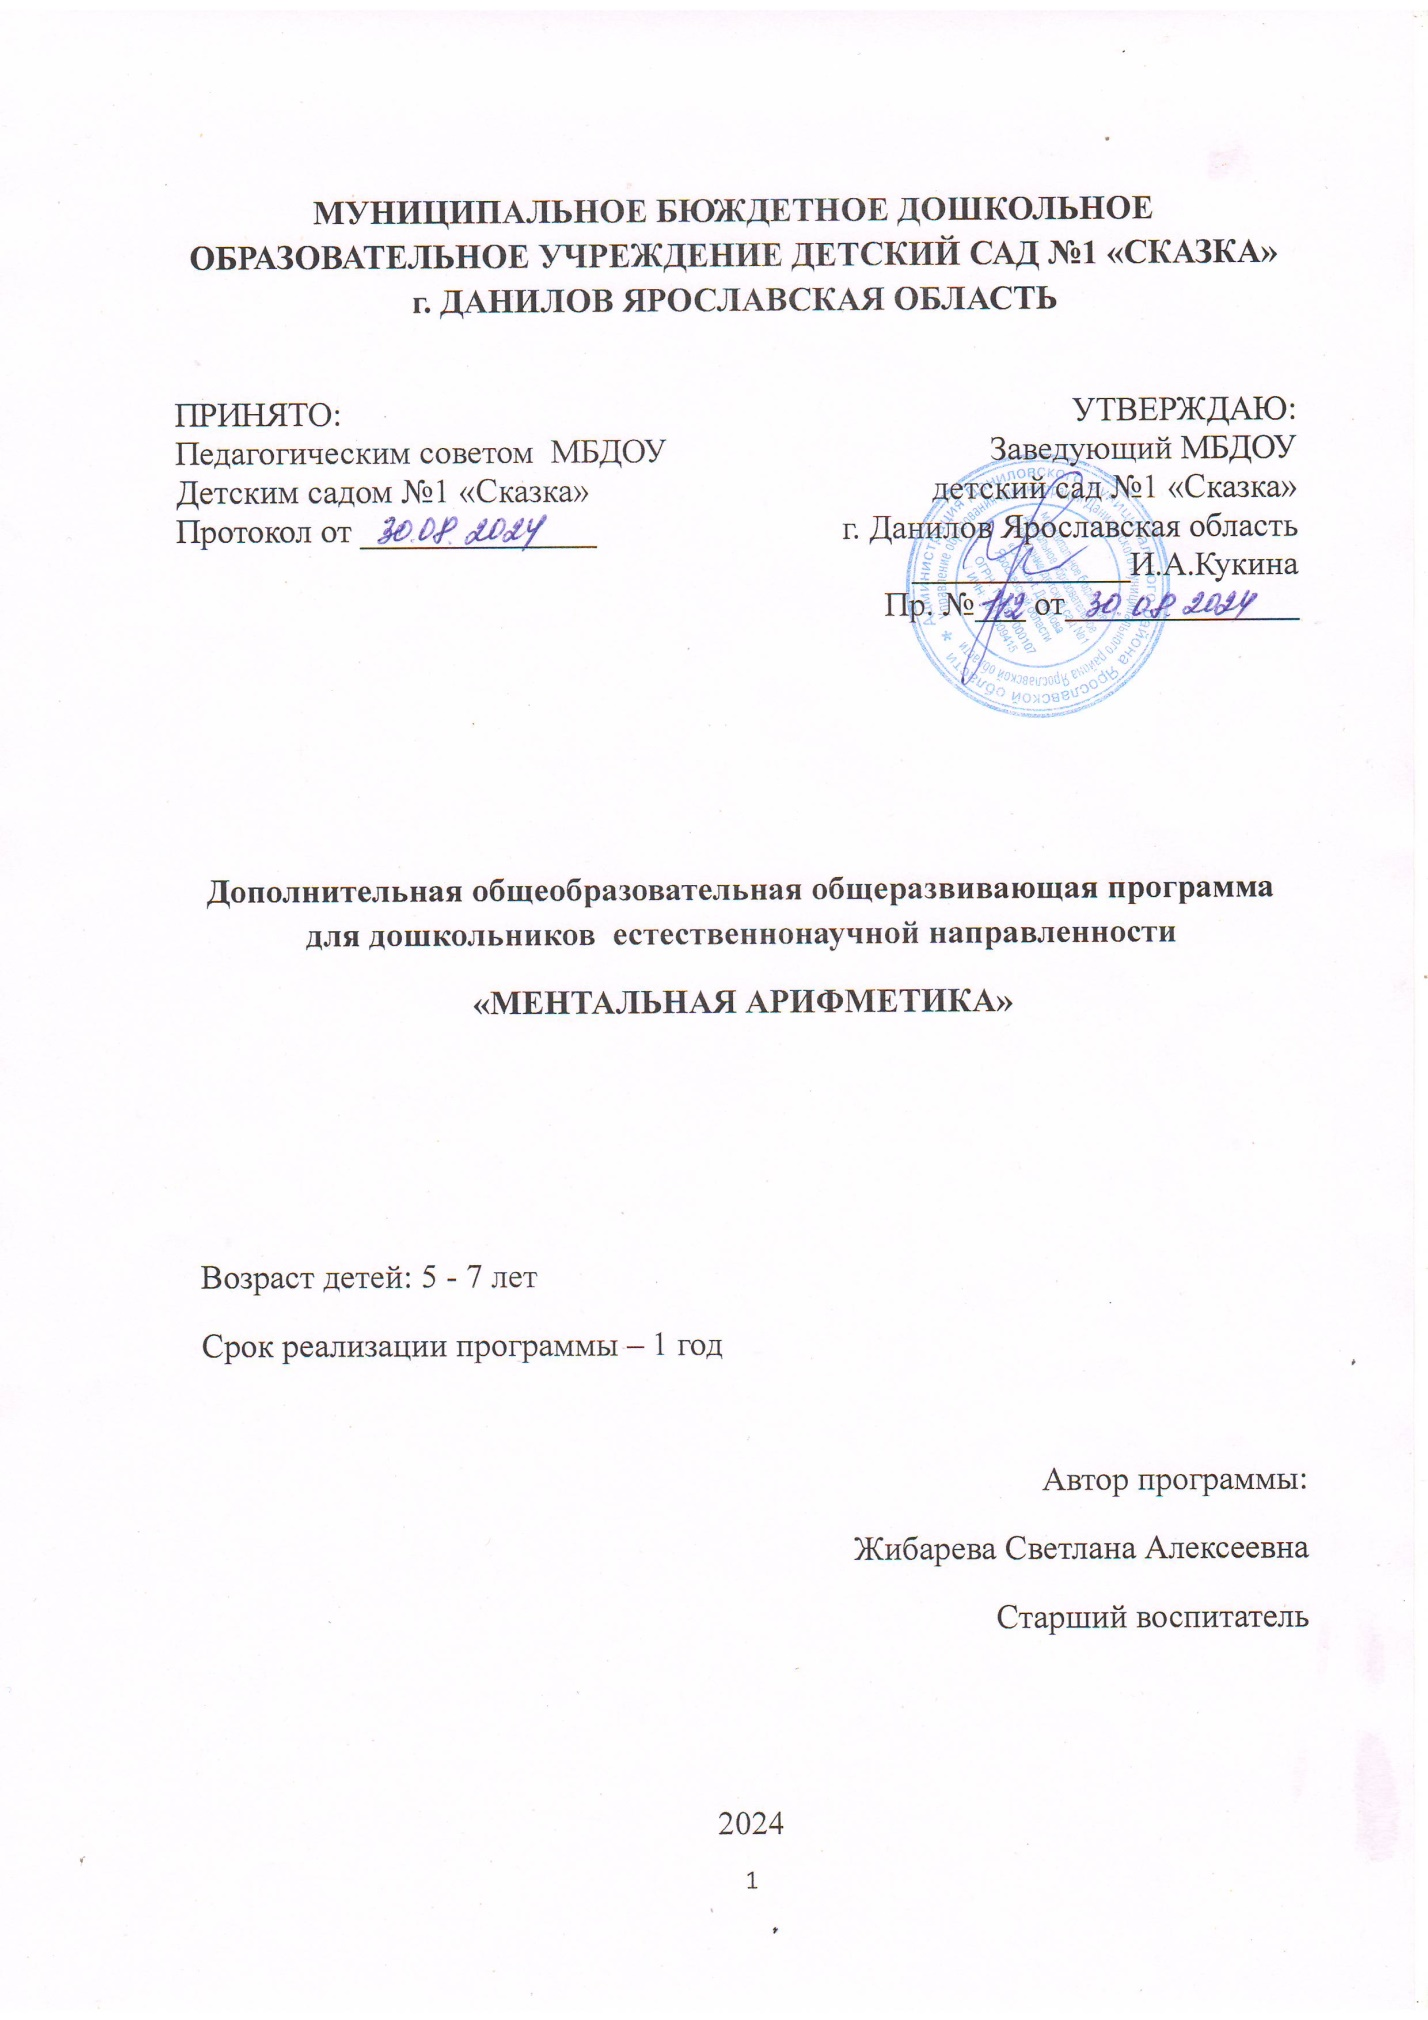 МУНИЦИПАЛЬНОЕ БЮЖДЕТНОЕ ДОШКОЛЬНОЕ
ОБРАЗОВАТЕЛЬНОЕ УЧРЕЖДЕНИЕ ДЕТСКИЙ САД №1 «СКАЗКА»
г. ДАНИЛОВ ЯРОСЛАВСКАЯ ОБЛАСТЬ
ПРИНЯТО:
Педагогическим советом МБДОУ
Детским садом №1 «Сказка»
Протокол от 30.08.2024
УТВЕРЖДАЮ:
Заведующий МБДОУ
детский сад №1 «Сказка»
г. Данилов Ярославская область
И.А.Кукина
Пр. № 112 от 30.08.2024
Дополнительная общеобразовательная общеразвивающая программа
для дошкольников естественнонаучной направленности
«МЕНТАЛЬНАЯ АРИФМЕТИКА»
Возраст детей: 5 - 7 лет
Срок реализации программы – 1 год
Автор программы:
Жибарева Светлана Алексеевна
Старший воспитатель
2024
1